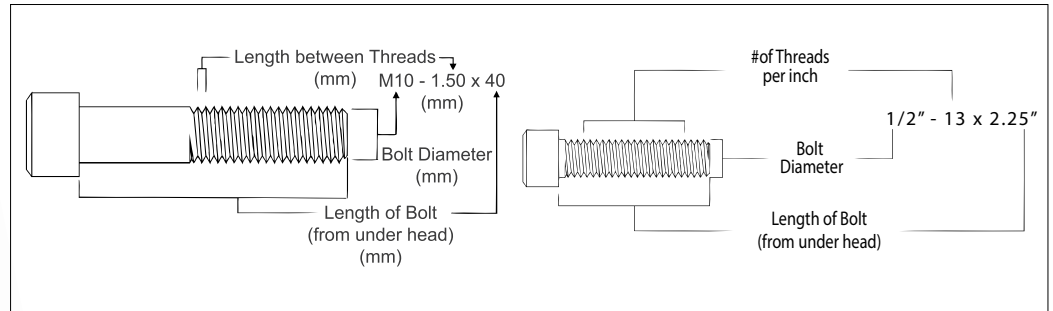 Length between Threads
(mm)
M10 - 1.50 x 40
(mm)
Bolt Diameter
(mm)
Length of Bolt
(from under head)
(mm)
#of Threads
per inch
1/2" - 13 x 2.25"
Bolt
Diameter
Length of Bolt
(from under head)